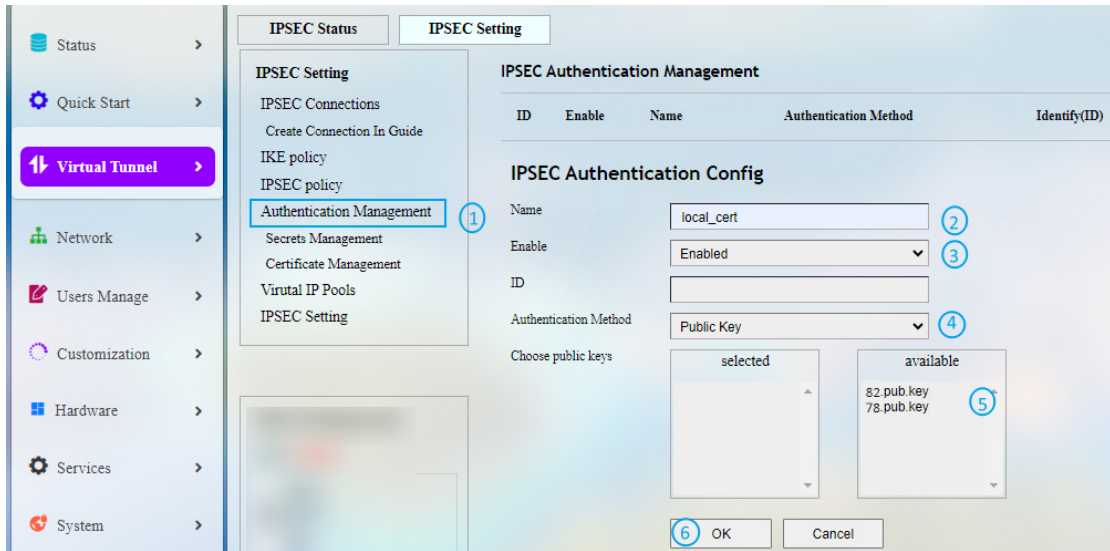 Status
Quick Start
Virtual Tunnel
Network
Users Manage
Customization
Hardware
Services
System
IPSEC Status
IPSEC Setting
IPSEC Setting
IPSEC Connections
Create Connection In Guide
IKE policy
IPSEC policy
Authentication Management
1
Secrets Management
Certificate Management
Virutal IP Pools
IPSEC Setting
IPSEC Authentication Management
ID Enable Name Authentication Method Identify(ID)
IPSEC Authentication Config
Name local_cert 2
Enable Enabled 3
ID
Authentication Method Public Key 4
Choose public keys selected available
82.pub.key
78.pub.key
5
6 OK Cancel